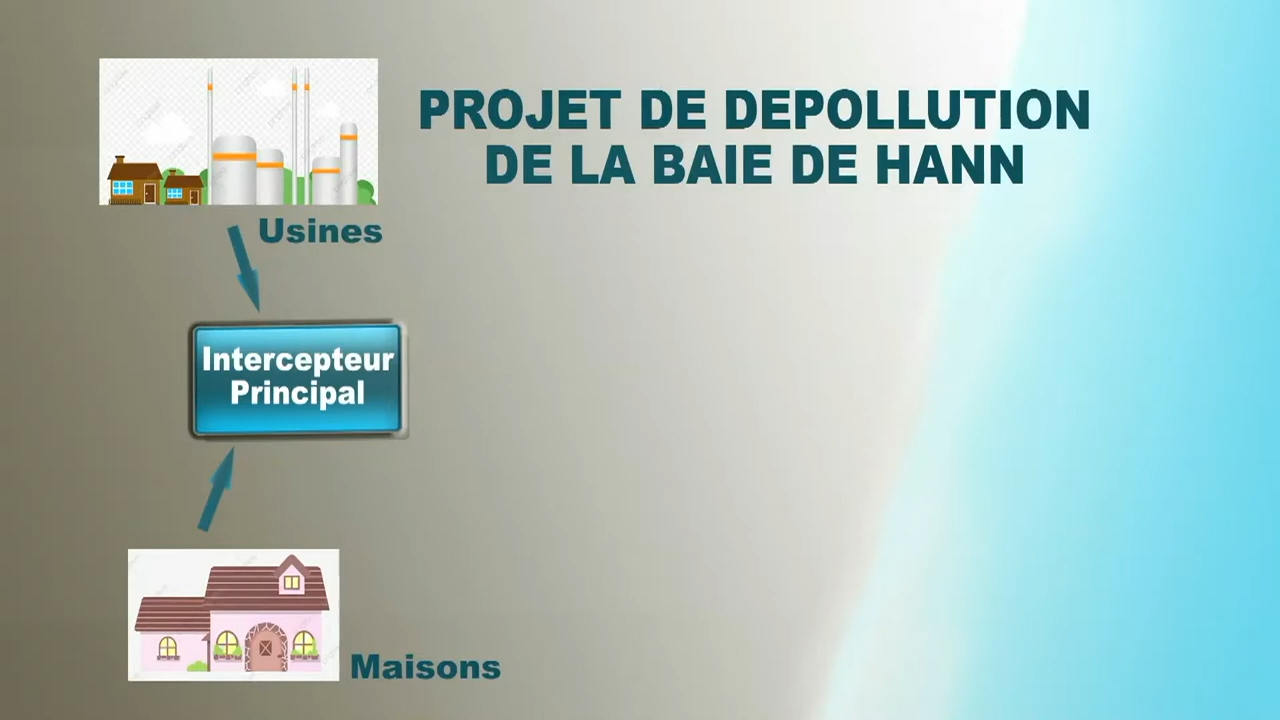 PROJET DE DEPOLLUTION
DE LA BAIE DE HANN
Usines
Intercepteur
Principal
Maisons